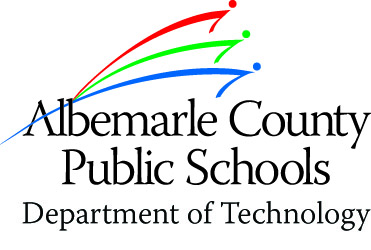 Albemarle County
Public Schools
Department of Technology